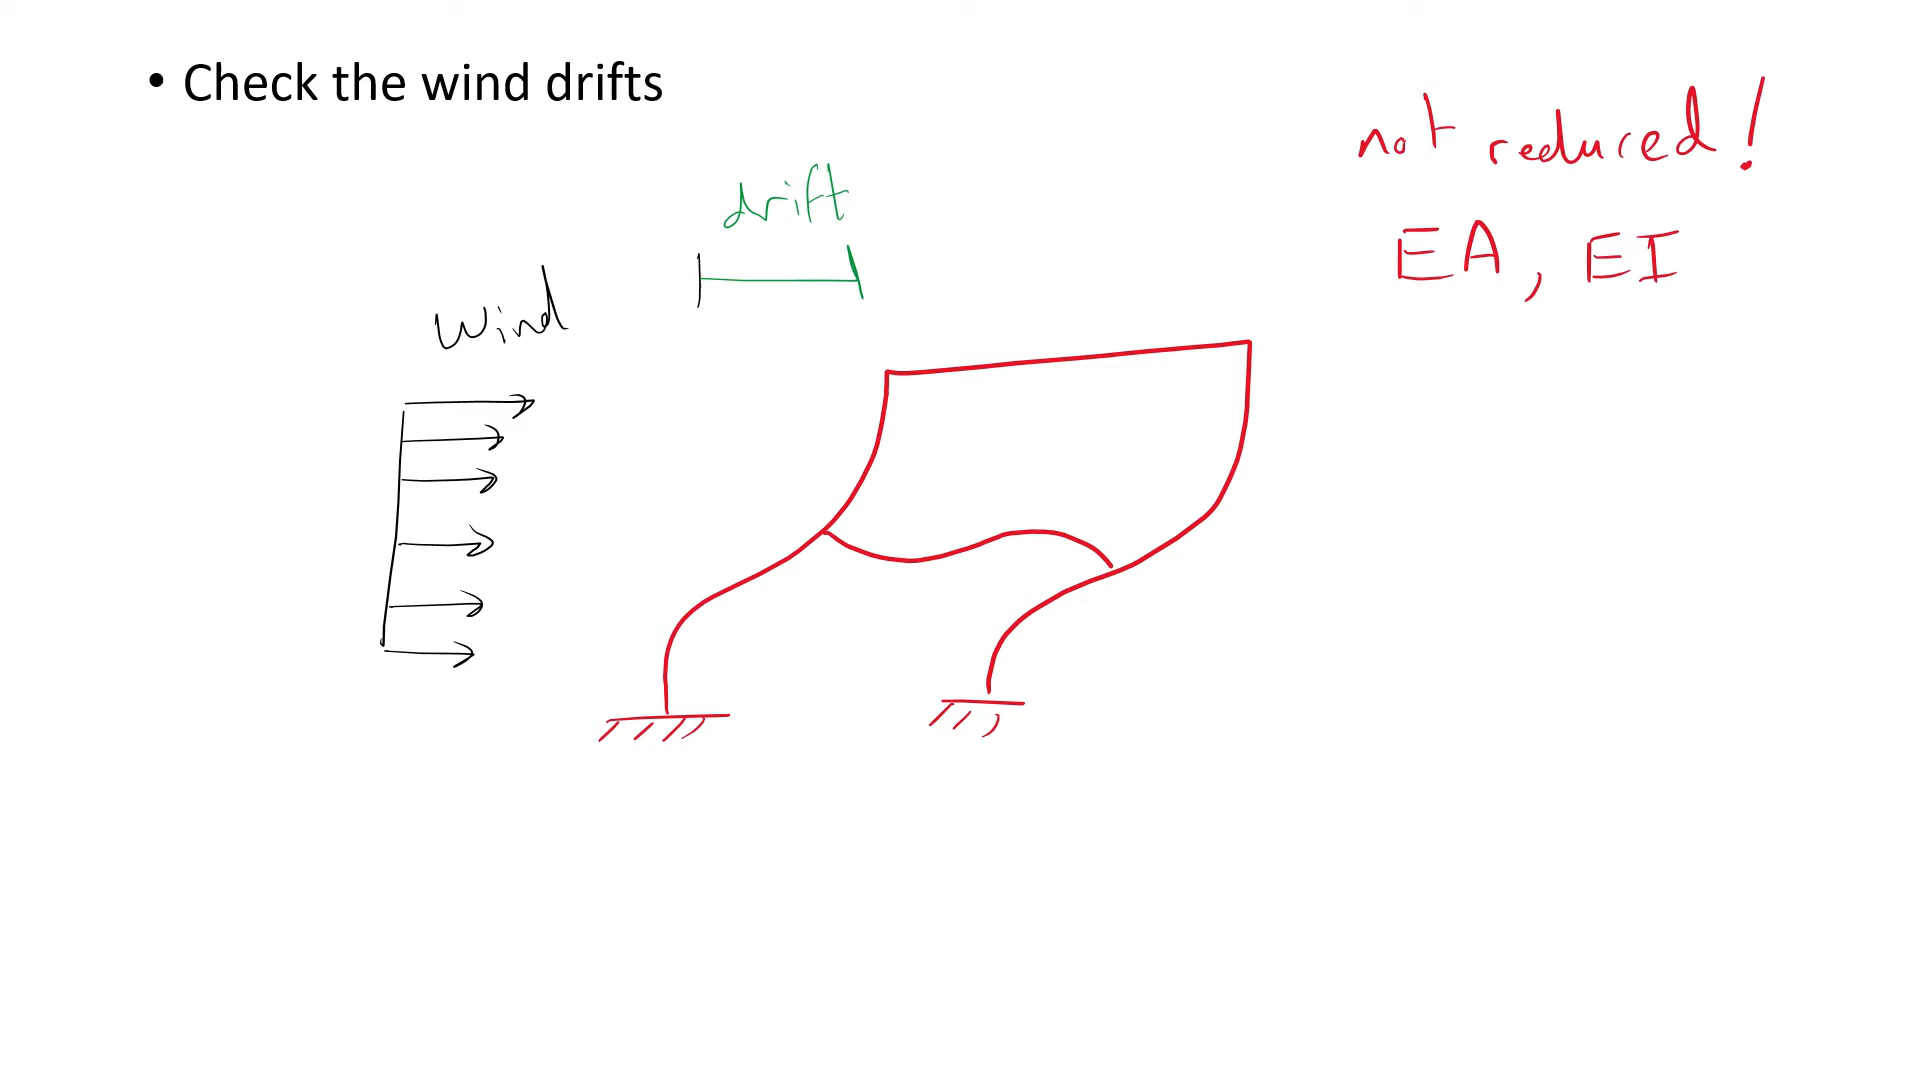 • Check the wind drifts
not reduced!
EA, EI
drift
Wind